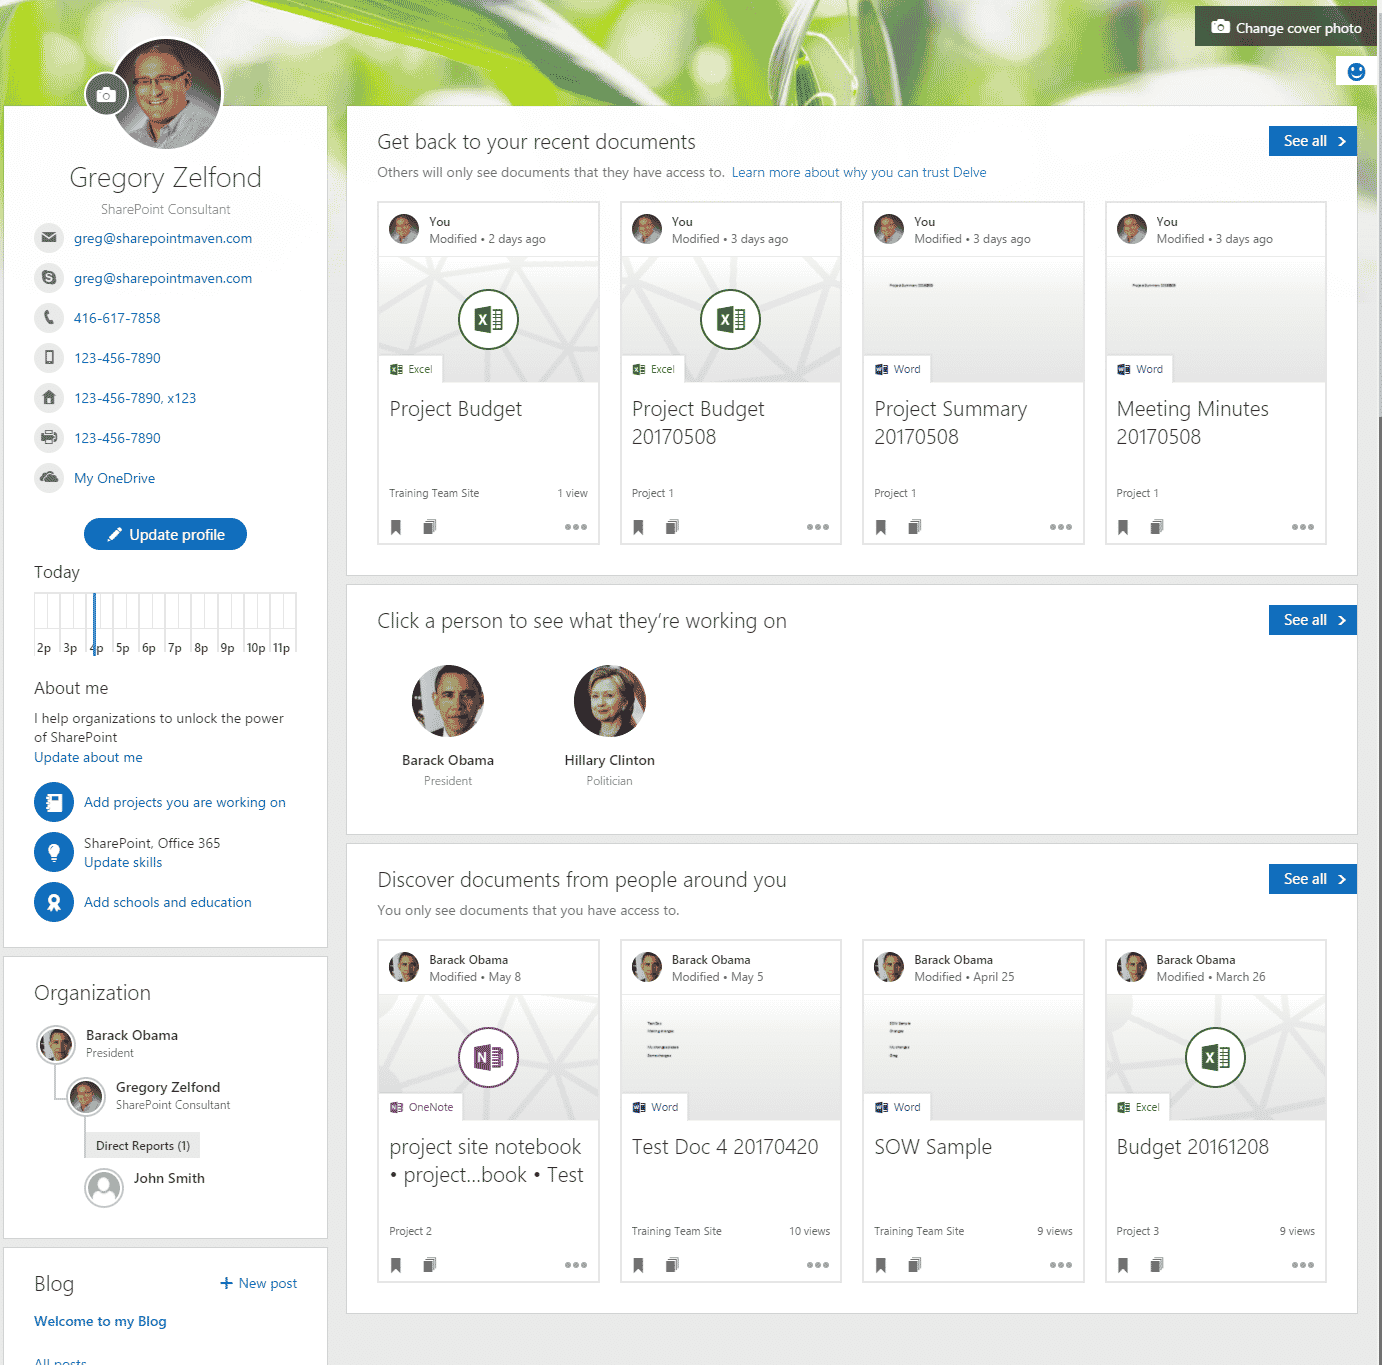 Change cover photo
Gregory Zelfond
SharePoint Consultant
greg@sharepointmaven.com
greg@sharepointmaven.com
416-617-7858
123-456-7890
123-456-7890, x123
123-456-7890
My OneDrive
Update profile
Today
2p 3p 4p 5p 6p 7p 8p 9p 10p 11p
About me
I help organizations to unlock the power
of SharePoint
Update about me
Add projects you are working on
SharePoint, Office 365
Update skills
Add schools and education
Organization
Barack Obama
President
Gregory Zelfond
SharePoint Consultant
Direct Reports (1)
John Smith
Blog
+ New post
Welcome to my Blog
All posts
Get back to your recent documents
See all
Others will only see documents that they have access to. Learn more about why you can trust Delve
You
Modified • 2 days ago
Excel
Project Budget
Training Team Site
1 view
You
Modified • 3 days ago
Excel
Project Budget
20170508
Project 1
You
Modified • 3 days ago
Word
Project Summary
20170508
Project 1
You
Modified • 3 days ago
Word
Meeting Minutes
20170508
Project 1
Click a person to see what they're working on
See all
Barack Obama
President
Hillary Clinton
Politician
Discover documents from people around you
See all
You only see documents that you have access to.
Barack Obama
Modified • May 8
OneNote
project site notebook
• project...book • Test
Project 2
Barack Obama
Modified • May 5
Word
Test Doc 4 20170420
Training Team Site
10 views
Barack Obama
Modified • April 25
SOW Sample
Word
SOW Sample
Training Team Site
9 views
Barack Obama
Modified • March 26
Excel
Budget 20161208
Project 3
9 views